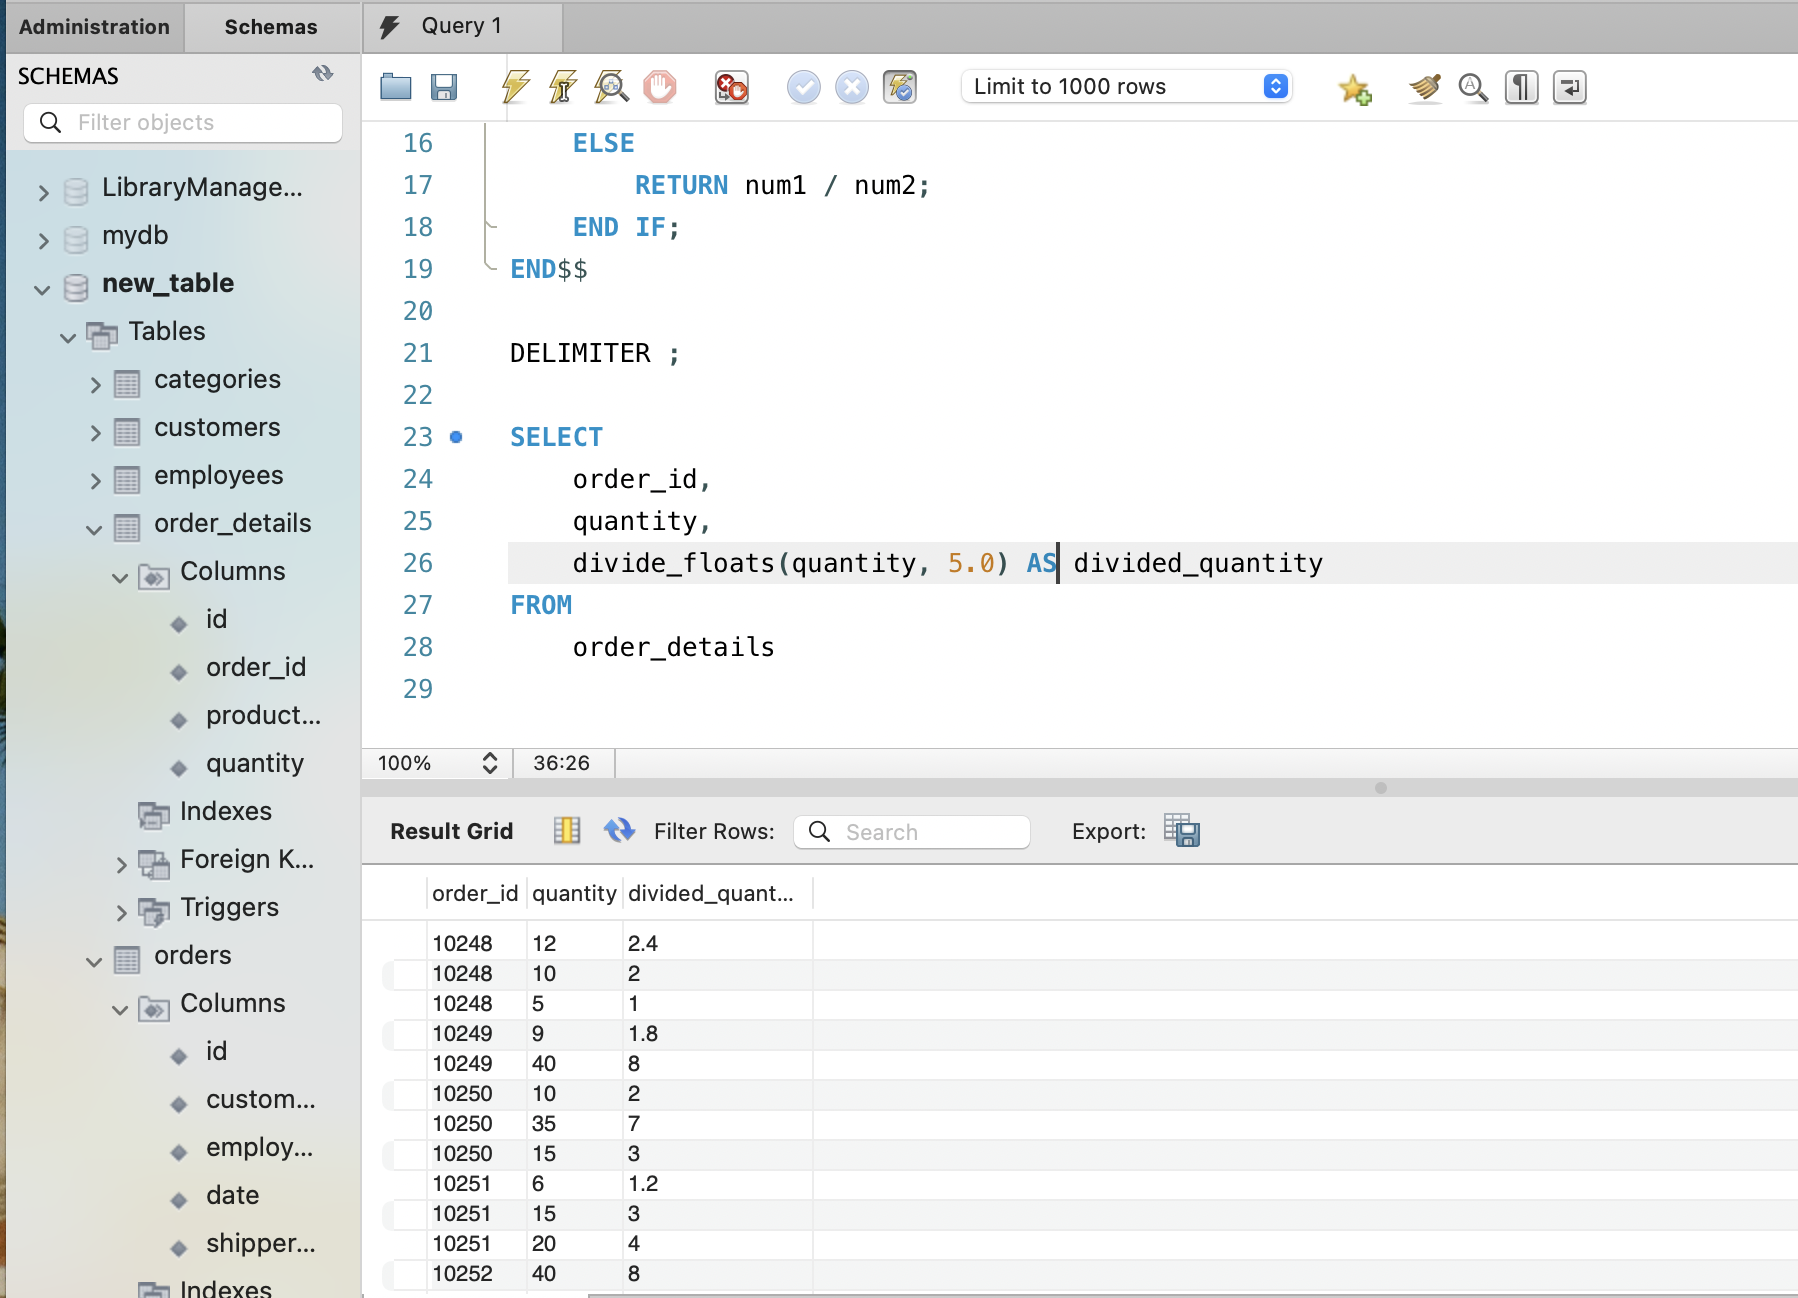 Administration
Schemas
Query 1
SCHEMAS
Filter objects
Limit to 1000 rows
LibraryManage...
mydb
new_table
Tables
categories
customers
employees
order_details
Columns
id
order_id
product...
quantity
Indexes
Foreign K...
Triggers
orders
Columns
id
custom...
employ...
date
shipper...
Indexes
16 ELSE
17 RETURN num1 / num2;
18 END IF;
19 END$$
20
21 DELIMITER ;
22
23 SELECT
24 order_id,
25 quantity,
26 divide_floats(quantity, 5.0) AS divided_quantity
27 FROM
28 order_details
29
100% 36:26
Result Grid Filter Rows: Search Export:
order_id quantity divided_quant...
10248 12 2.4
10248 10 2
10248 5 1
10249 9 1.8
10249 40 8
10250 10 2
10250 35 7
10250 15 3
10251 6 1.2
10251 15 3
10251 20 4
10252 40 8